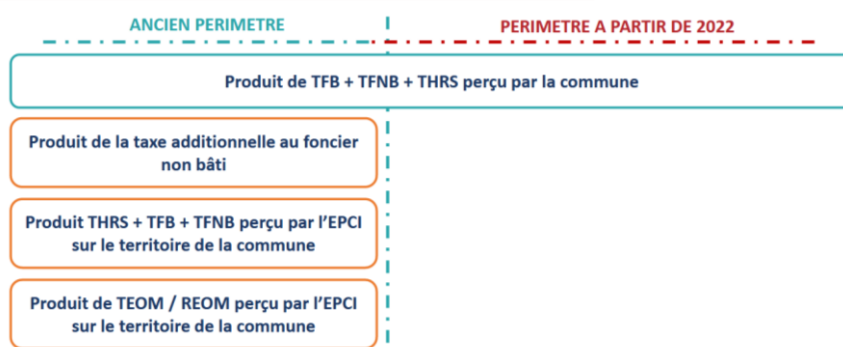 ANCIEN PERIMETRE
PERIMETRE A PARTIR DE 2022
Produit de TFB + TFNB + THRS perçu par la commune
Produit de la taxe additionnelle au foncier
non bâti
Produit THRS + TFB + TFNB perçu par l'EPCI
sur le territoire de la commune
Produit de TEOM / REOM perçu par l'EPCI
sur le territoire de la commune